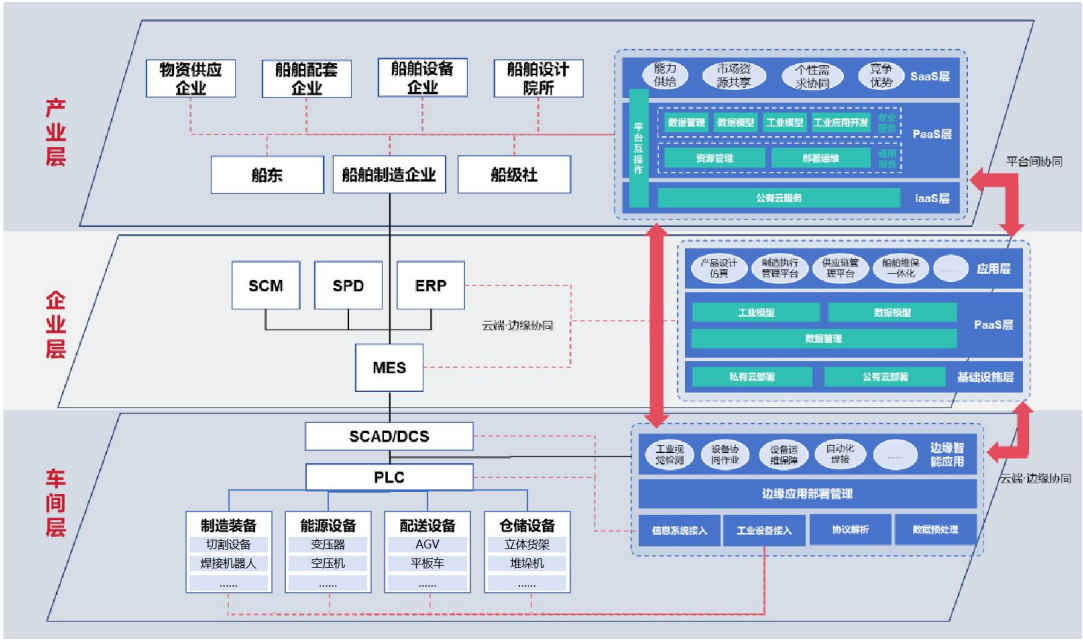 产业层
物资供应
企业
船舶配套
企业
船舶设备
企业
船舶设计
院所
船东
船舶制造企业
船级社
能力
供给
市场资
源共享
个性需
求协同
竞争
优势
SaaS层
平台互操作
数据管理
数据模型
工业模型
工业应用开发
专业
服务
PaaS层
资源管理
部署运维
通用
服务
公有云服务
IaaS层
平台间协同
企业层
SCM
SPD
ERP
云端-边缘协同
MES
产品设计
仿真
制造执行
管理平台
供应链管
理平台
船舶维保
一体化
......
应用层
工业模型
数据模型
数据管理
PaaS层
私有云部署
公有云部署
基础设施层
车间层
SCAD/DCS
PLC
制造装备
切割设备
焊接机器人
......
能源设备
变压器
空压机
......
配送设备
AGV
平板车
......
仓储设备
立体货架
堆垛机
......
工业视
觉检测
设备协
同作业
设备运
维保障
自动化
焊接
......
边缘智
能应用
边缘应用部署管理
信息系统接入
工业设备接入
协议解析
数据预处理
云端-边缘协同